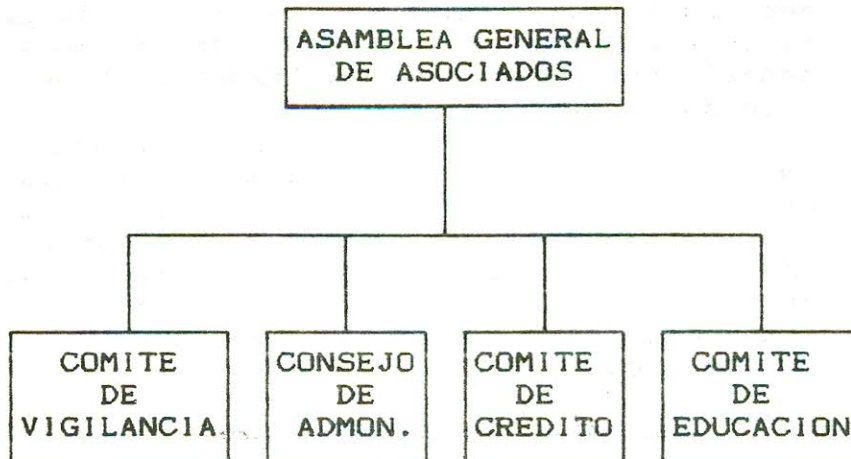 ASAMBLEA GENERAL
DE ASOCIADOS
COMITE
DE
VIGILANCIA
CONSEJO
DE
ADMON.
COMITE
DE
CREDITO
COMITE
DE
EDUCACION